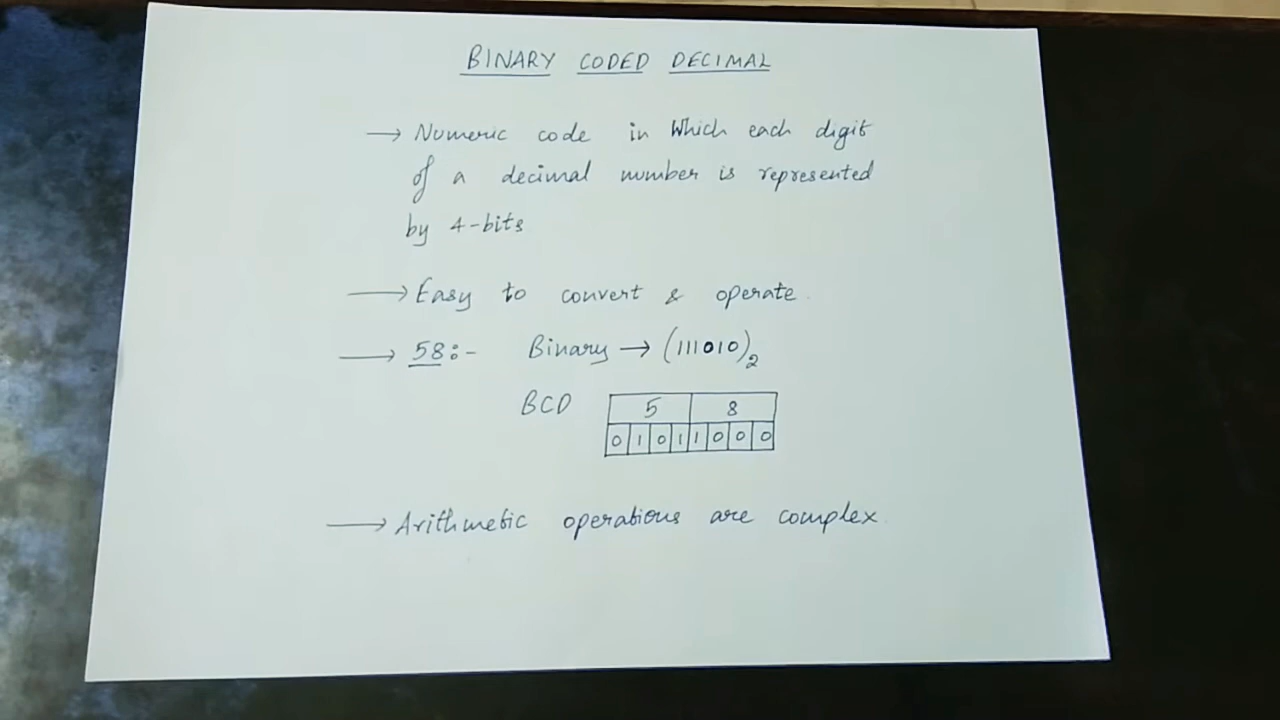 BINARY CODED DECIMAL
→ Numeric code in Which each digit
of a decimal number is represented
by 4-bits
→ Easy to convert & operate
→ 58:- Binary → (111010)₂
BCD 5 8
0 1 0 1 1 0 0 0
→ Arithmetic operations are complex